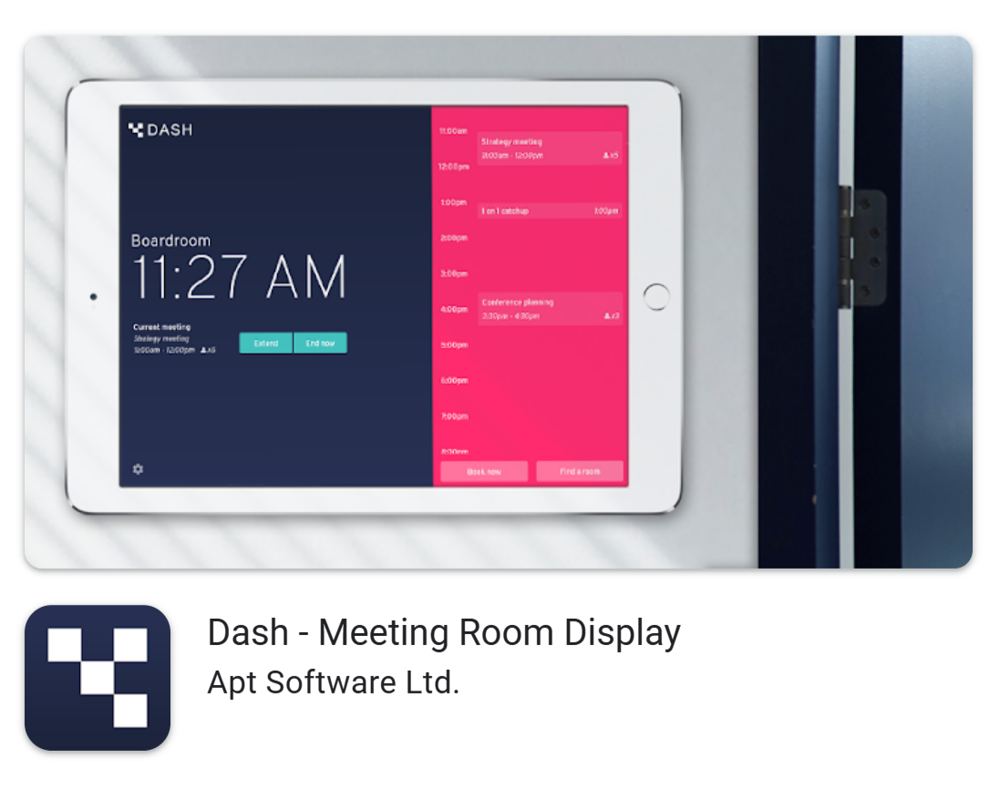 DASH
Boardroom
11:27 AM
Current meeting
Strategy meeting
11:00am - 12:00pm x5
Extend
End now
11:00am
Strategy meeting
11:00am - 12:00pm x5
12:00pm
1:00pm
1 on 1 catchup 1:00pm
2:00pm
3:00pm
Conference planning
3:30pm - 4:30pm x3
4:00pm
5:00pm
6:00pm
7:00pm
8:00pm
Book now
Find a room
Dash - Meeting Room Display
Apt Software Ltd.